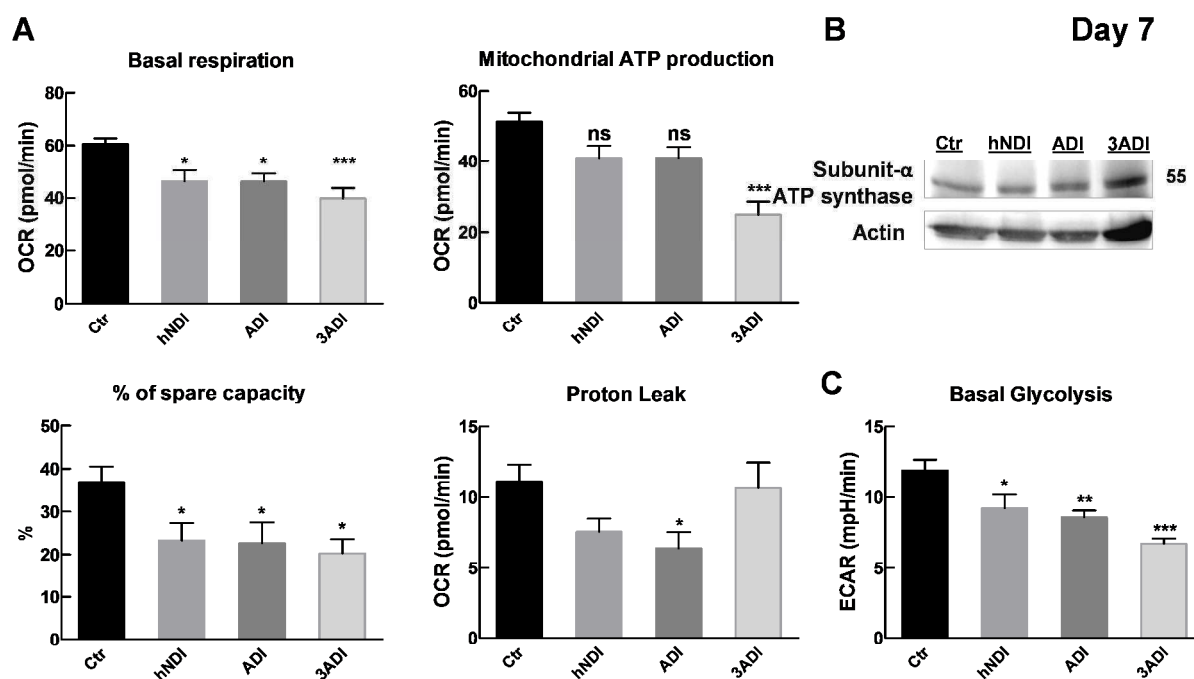 A
Basal respiration
OCR (pmol/min)
80
60
40
20
0
*
*
***
Ctr
hNDI
ADI
3ADI
Mitochondrial ATP production
OCR (pmol/min)
60
40
20
0
ns
ns
***
Ctr
hNDI
ADI
3ADI
B
Day 7
Ctr hNDI ADI 3ADI
Subunit-α
ATP synthase
55
Actin
% of spare capacity
%
50
40
30
20
10
0
*
*
*
Ctr
hNDI
ADI
3ADI
Proton Leak
OCR (pmol/min)
15
10
5
0
*
Ctr
hNDI
ADI
3ADI
C
Basal Glycolysis
ECAR (mpH/min)
15
10
5
0
*
**
***
Ctr
hNDI
ADI
3ADI